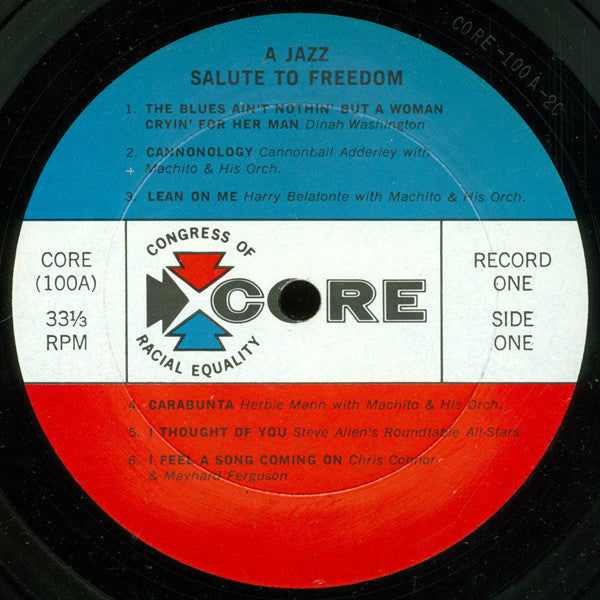 CORE-100A-2C
A JAZZ
SALUTE TO FREEDOM
1. THE BLUES AIN'T NOTHIN' BUT A WOMAN
CRYIN' FOR HER MAN Dinah Washington
2. CANNONOLOGY Cannonball Adderley with
Machito & His Orch.
3. LEAN ON ME Harry Belafonte with Machito & His Orch.
CORE
(100A)
33⅓
RPM
CONGRESS OF
RACIAL EQUALITY
CORE
RECORD
ONE
SIDE
ONE
4. CARABUNTA Herbie Mann with Machito & His Orch.
5. I THOUGHT OF YOU Steve Allen's Roundtable All-Stars
6. I FEEL A SONG COMING ON Chris Connor
& Maynard Ferguson